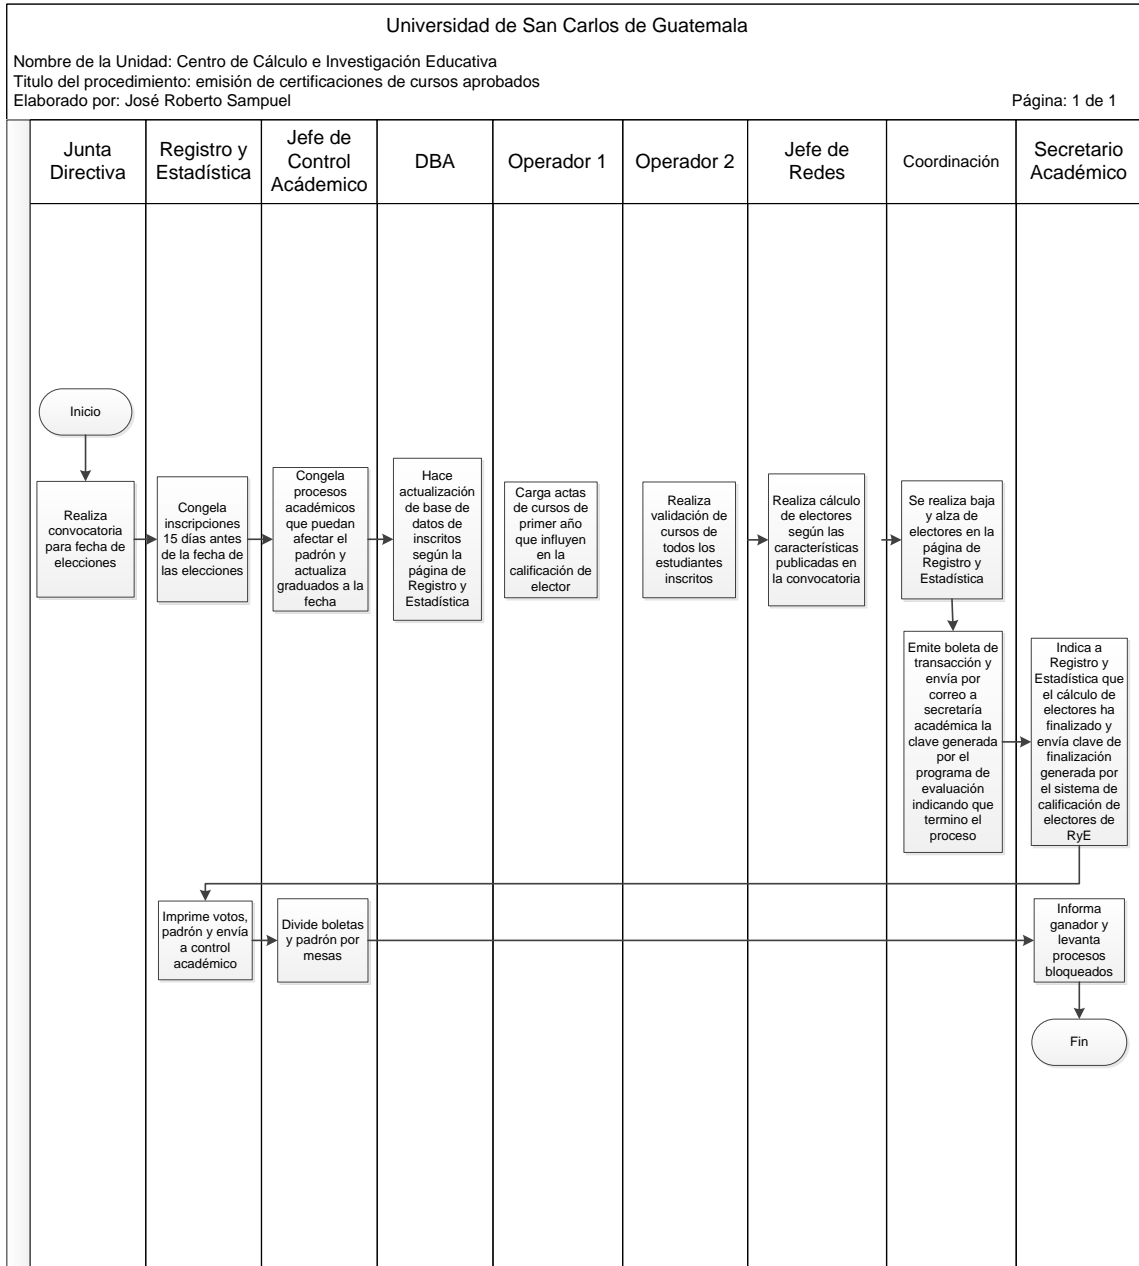 Universidad de San Carlos de Guatemala
Nombre de la Unidad: Centro de Cálculo e Investigación Educativa
Titulo del procedimiento: emisión de certificaciones de cursos aprobados
Elaborado por: José Roberto Sampuel
Página: 1 de 1
Junta
Directiva
Registro y
Estadística
Jefe de
Control
Acádemico
DBA
Operador 1
Operador 2
Jefe de
Redes
Coordinación
Secretario
Académico
Inicio
Realiza
convocatoria
para fecha de
elecciones
Congela
inscripciones
15 días antes
de la fecha de
las elecciones
Congela
procesos
académicos
que puedan
afectar el
padrón y
actualiza
graduados a la
fecha
Hace
actualización
de base de
datos de
inscritos
según la
página de
Registro y
Estadística
Carga actas
de cursos de
primer año
que influyen
en la
calificación de
elector
Realiza
validación de
cursos de
todos los
estudiantes
inscritos
Realiza cálculo
de electores
según las
características
publicadas en
la convocatoria
Se realiza baja
y alza de
electores en la
página de
Registro y
Estadística
Emite boleta de
transacción y
envía por
correo a
secretaría
académica la
clave generada
por el
programa de
evaluación
indicando que
termino el
proceso
Indica a
Registro y
Estadística que
el cálculo de
electores ha
finalizado y
envía clave de
finalización
generada por
el sistema de
calificación de
electores de
RyE
Imprime votos,
padrón y envía
a control
académico
Divide boletas
y padrón por
mesas
Informa
ganador y
levanta
procesos
bloqueados
Fin